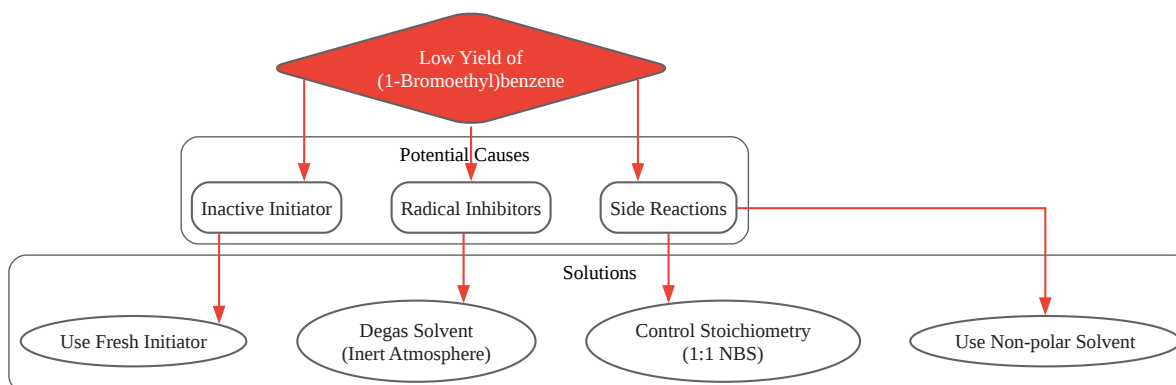 Low Yield of
(1-Bromoethyl)benzene
Potential Causes
Inactive Initiator
Radical Inhibitors
Side Reactions
Solutions
Use Fresh Initiator
Degas Solvent
(Inert Atmosphere)
Control Stoichiometry
(1:1 NBS)
Use Non-polar Solvent